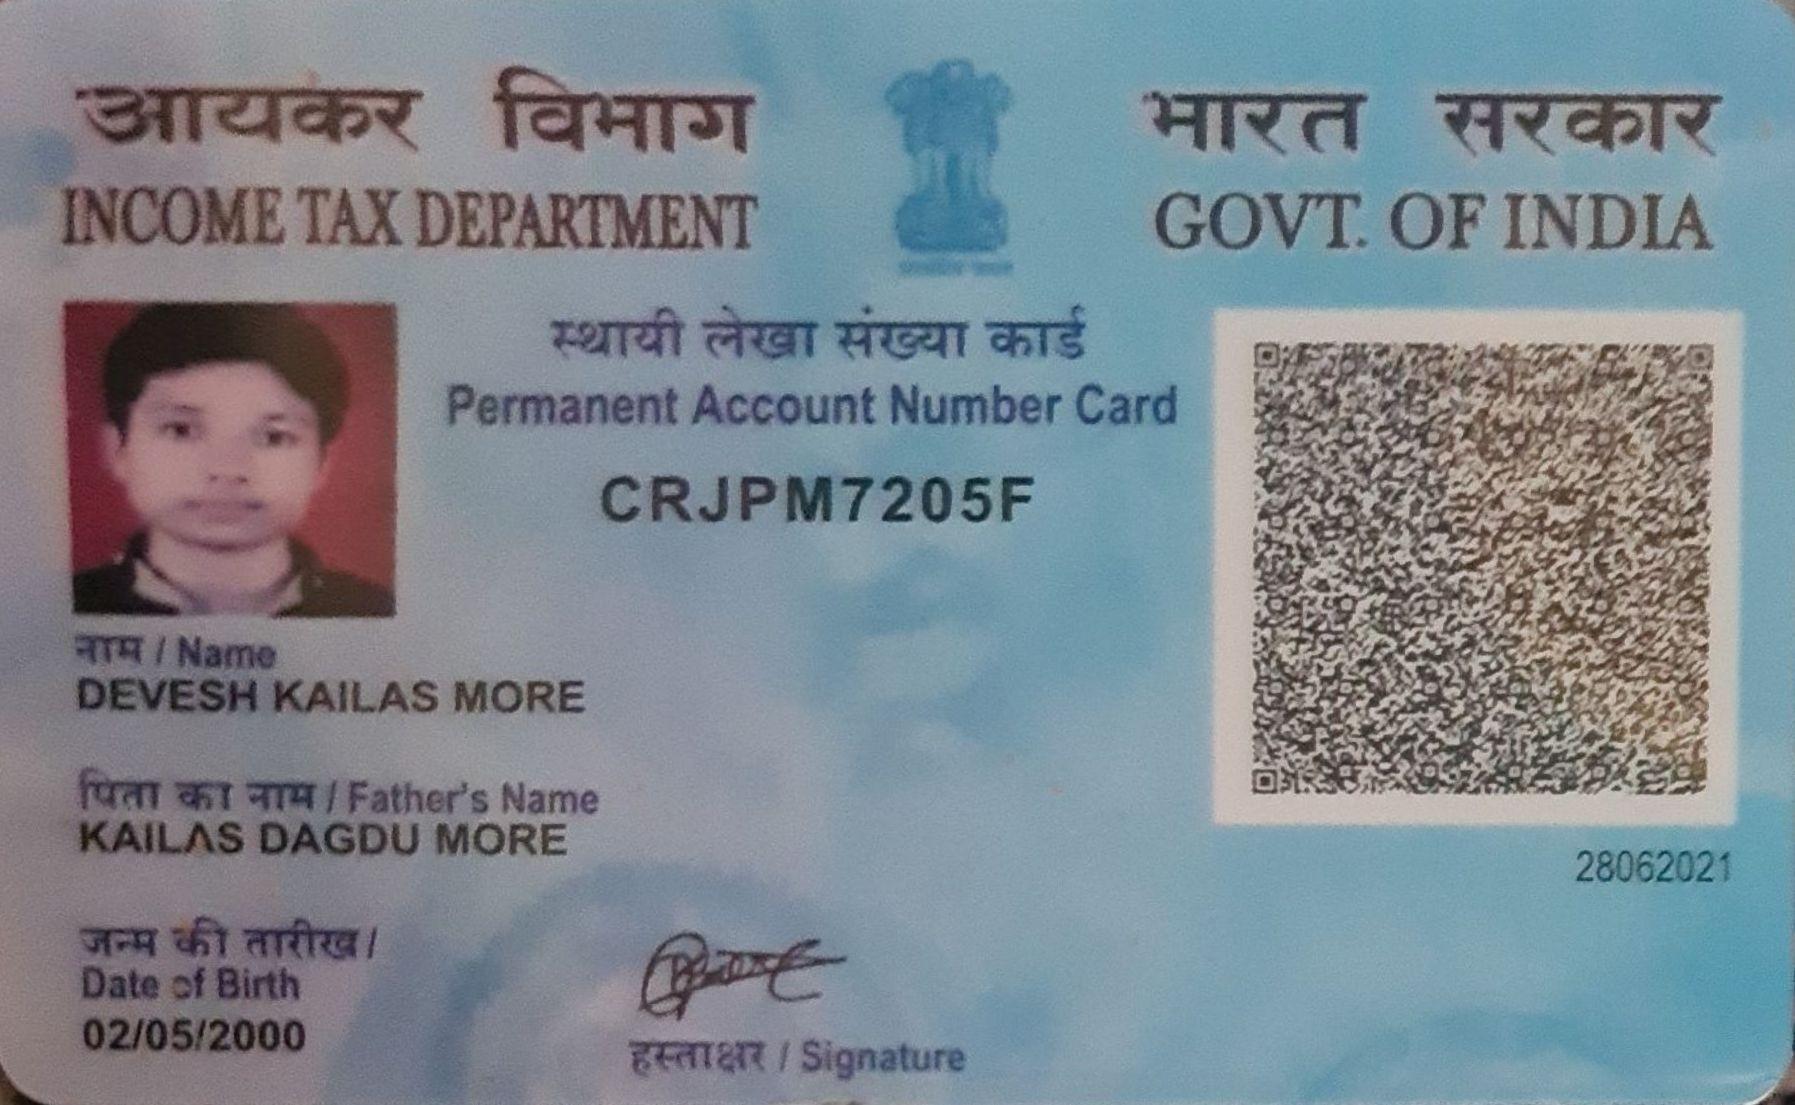 आयकर विभाग
INCOME TAX DEPARTMENT
भारत सरकार
GOVT. OF INDIA
स्थायी लेखा संख्या कार्ड
Permanent Account Number Card
CRJPM7205F
नाम / Name
DEVESH KAILAS MORE
पिता का नाम / Father's Name
KAILAS DAGDU MORE
28062021
जन्म की तारीख /
Date of Birth
02/05/2000
हस्ताक्षर / Signature